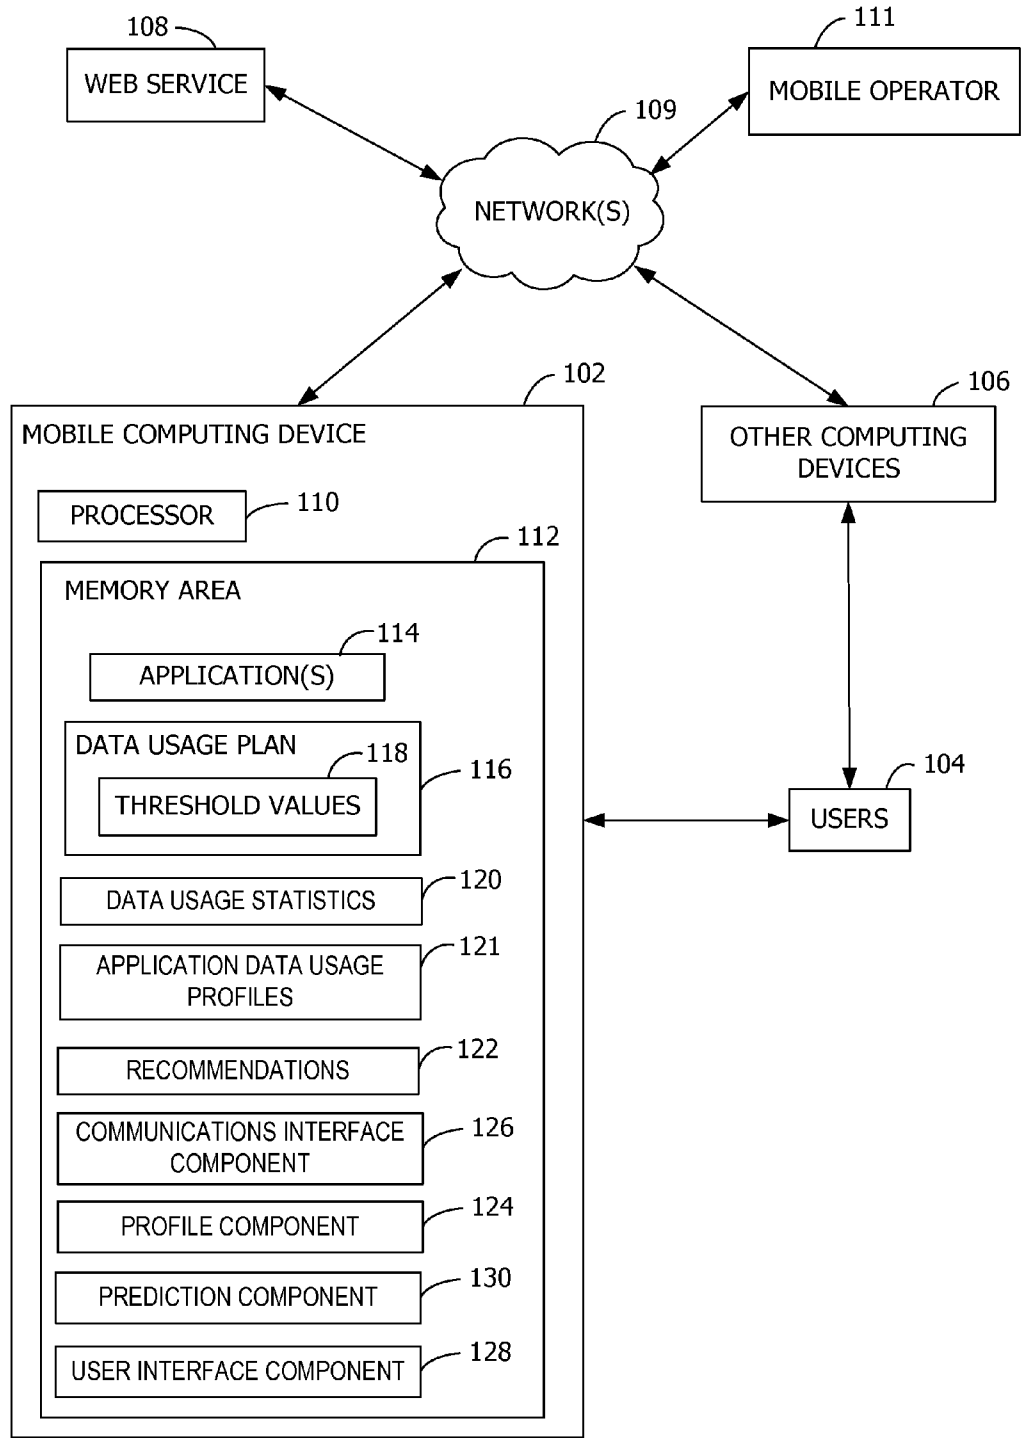 108
WEB SERVICE
111
MOBILE OPERATOR
109
NETWORK(S)
102
MOBILE COMPUTING DEVICE
106
OTHER COMPUTING
DEVICES
PROCESSOR
110
112
MEMORY AREA
114
APPLICATION(S)
DATA USAGE PLAN
118
THRESHOLD VALUES
116
104
USERS
120
DATA USAGE STATISTICS
121
APPLICATION DATA USAGE
PROFILES
122
RECOMMENDATIONS
COMMUNICATIONS INTERFACE
COMPONENT
126
PROFILE COMPONENT
124
PREDICTION COMPONENT
130
USER INTERFACE COMPONENT
128